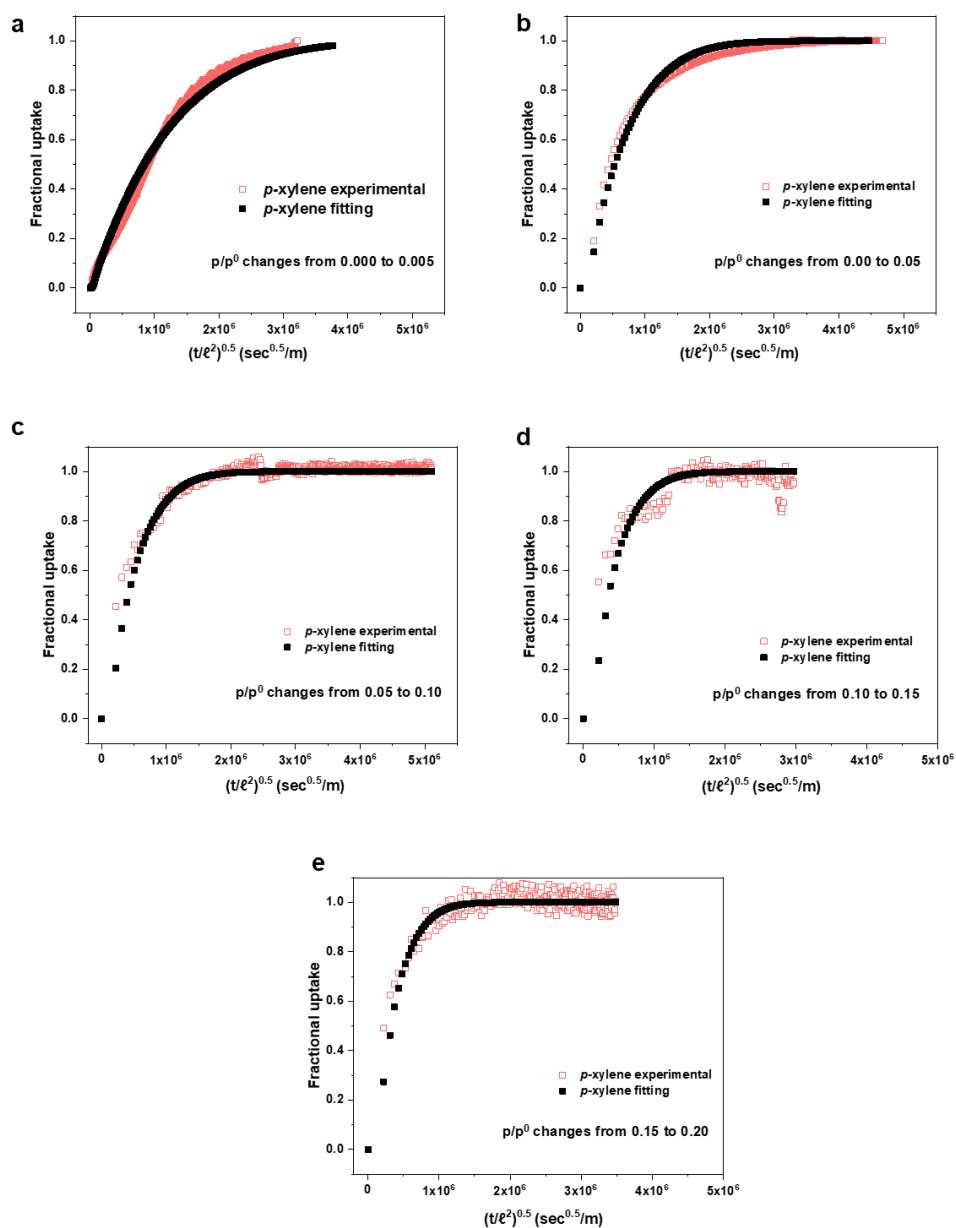 a
1.0
0.8
0.6
0.4
0.2
0.0
Fractional uptake
p-xylene experimental
p-xylene fitting
p/p⁰ changes from 0.000 to 0.005
0 1x10⁶ 2x10⁶ 3x10⁶ 4x10⁶ 5x10⁶
(t/ℓ²)⁰·⁵ (sec⁰·⁵/m)
b
1.0
0.8
0.6
0.4
0.2
0.0
Fractional uptake
p-xylene experimental
p-xylene fitting
p/p⁰ changes from 0.00 to 0.05
0 1x10⁶ 2x10⁶ 3x10⁶ 4x10⁶ 5x10⁶
(t/ℓ²)⁰·⁵ (sec⁰·⁵/m)
c
1.0
0.8
0.6
0.4
0.2
0.0
Fractional uptake
p-xylene experimental
p-xylene fitting
p/p⁰ changes from 0.05 to 0.10
0 1x10⁶ 2x10⁶ 3x10⁶ 4x10⁶ 5x10⁶
(t/ℓ²)⁰·⁵ (sec⁰·⁵/m)
d
1.0
0.8
0.6
0.4
0.2
0.0
Fractional uptake
p-xylene experimental
p-xylene fitting
p/p⁰ changes from 0.10 to 0.15
0 1x10⁶ 2x10⁶ 3x10⁶ 4x10⁶ 5x10⁶
(t/ℓ²)⁰·⁵ (sec⁰·⁵/m)
e
1.0
0.8
0.6
0.4
0.2
0.0
Fractional uptake
p-xylene experimental
p-xylene fitting
p/p⁰ changes from 0.15 to 0.20
0 1x10⁶ 2x10⁶ 3x10⁶ 4x10⁶ 5x10⁶
(t/ℓ²)⁰·⁵ (sec⁰·⁵/m)